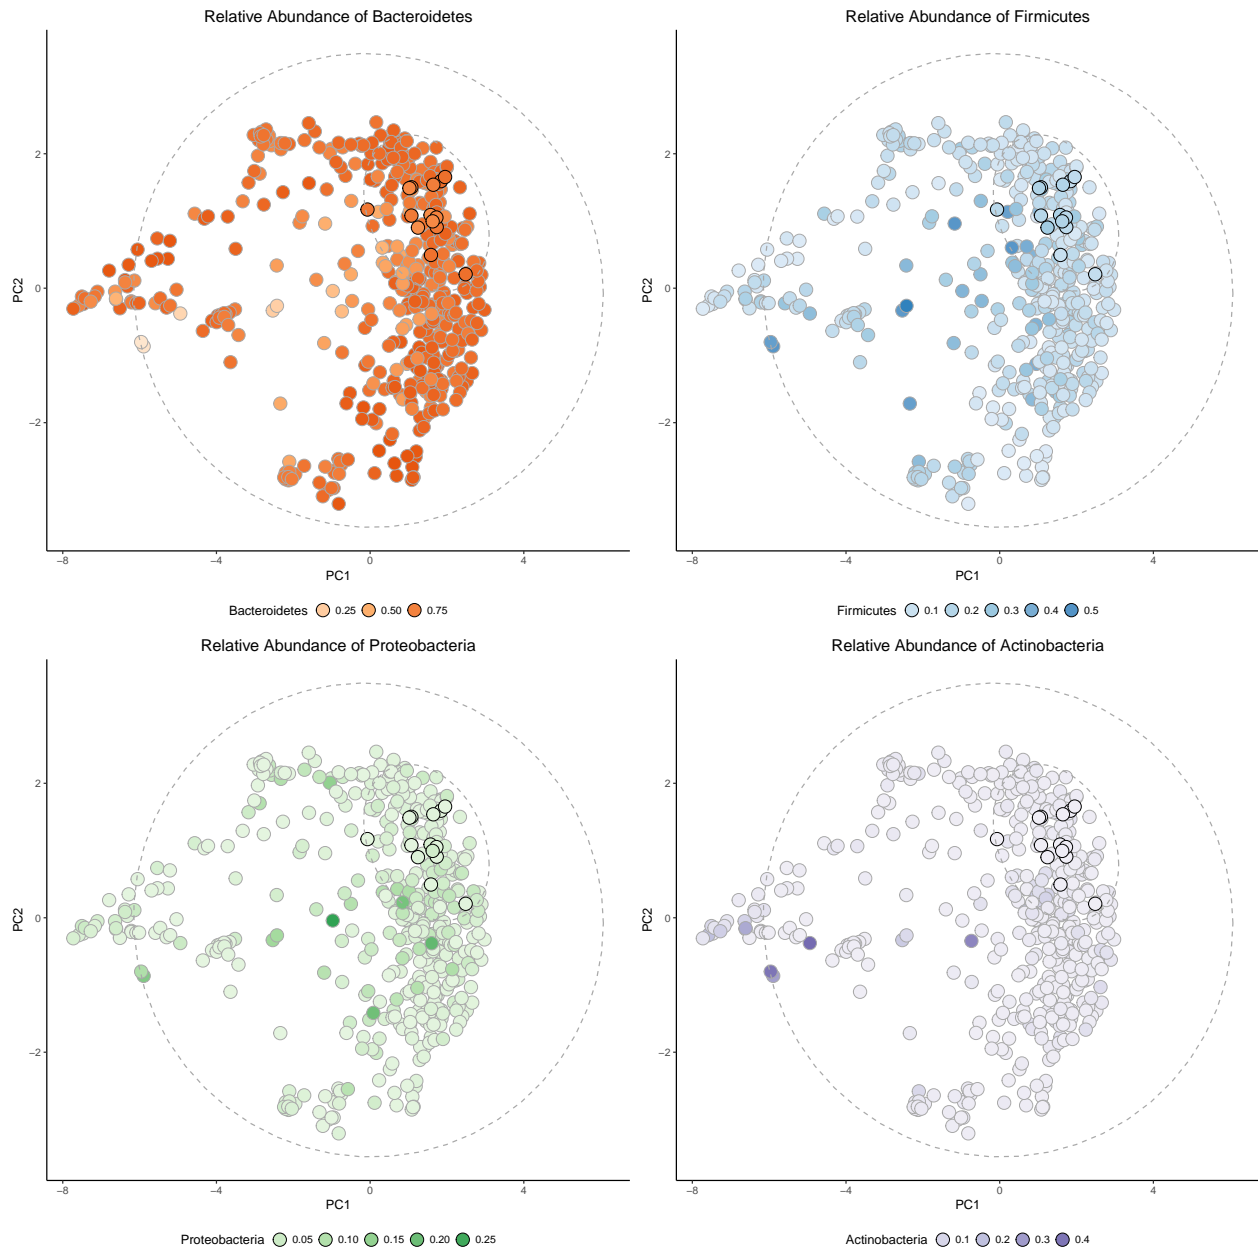 Relative Abundance of Bacteroidetes
2
0
−2
PC2
−8 −4 0 4
PC1
Bacteroidetes 0.25 0.50 0.75
Relative Abundance of Firmicutes
2
0
−2
PC2
−8 −4 0 4
PC1
Firmicutes 0.1 0.2 0.3 0.4 0.5
Relative Abundance of Proteobacteria
2
0
−2
PC2
−8 −4 0 4
PC1
Proteobacteria 0.05 0.10 0.15 0.20 0.25
Relative Abundance of Actinobacteria
2
0
−2
PC2
−8 −4 0 4
PC1
Actinobacteria 0.1 0.2 0.3 0.4